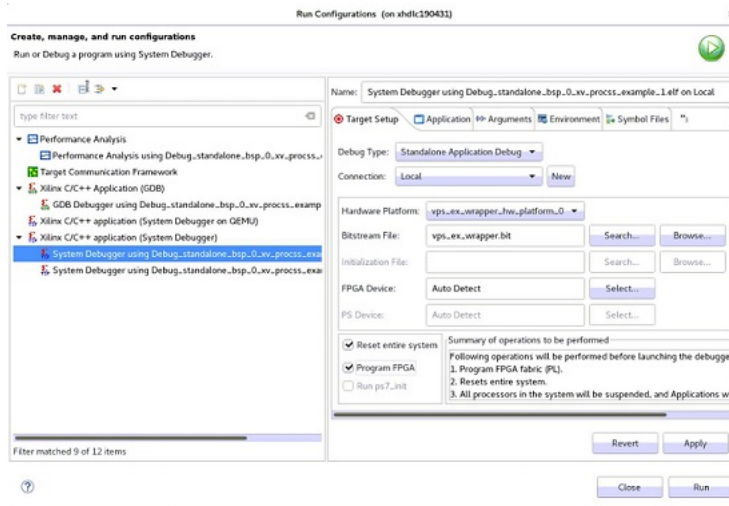 Run Configurations (on xhdlc190431)
Create, manage, and run configurations
Run or Debug a program using System Debugger.
type filter text
Performance Analysis
Performance Analysis using Debug_standalone_bsp_0_xv_procss_
Target Communication Framework
Xilinx C/C++ Application (GDB)
GDB Debugger using Debug_standalone_bsp_0_xv_procss_examp
Xilinx C/C++ application (System Debugger on QEMU)
Xilinx C/C++ application (System Debugger)
System Debugger using Debug_standalone_bsp_0_xv_procss_exa
System Debugger using Debug_standalone_bsp_0_xv_procss_exa
Filter matched 9 of 12 items
Name: System Debugger using Debug_standalone_bsp_0_xv_procss_example_1.elf on Local
Target Setup Application Arguments Environment Symbol Files
Debug Type: Standalone Application Debug
Connection: Local New
Hardware Platform: vps_ex_wrapper_hw_platform_0
Bitstream File: vps_ex_wrapper.bit Search... Browse...
Initialization File: Search... Browse...
FPGA Device: Auto Detect Select...
PS Device: Auto Detect Select...
Reset entire system
Program FPGA
Run ps7_init
Summary of operations to be performed
Following operations will be performed before launching the debugge
1. Program FPGA fabric (PL).
2. Resets entire system.
3. All processors in the system will be suspended, and Applications w
Revert Apply
Close Run